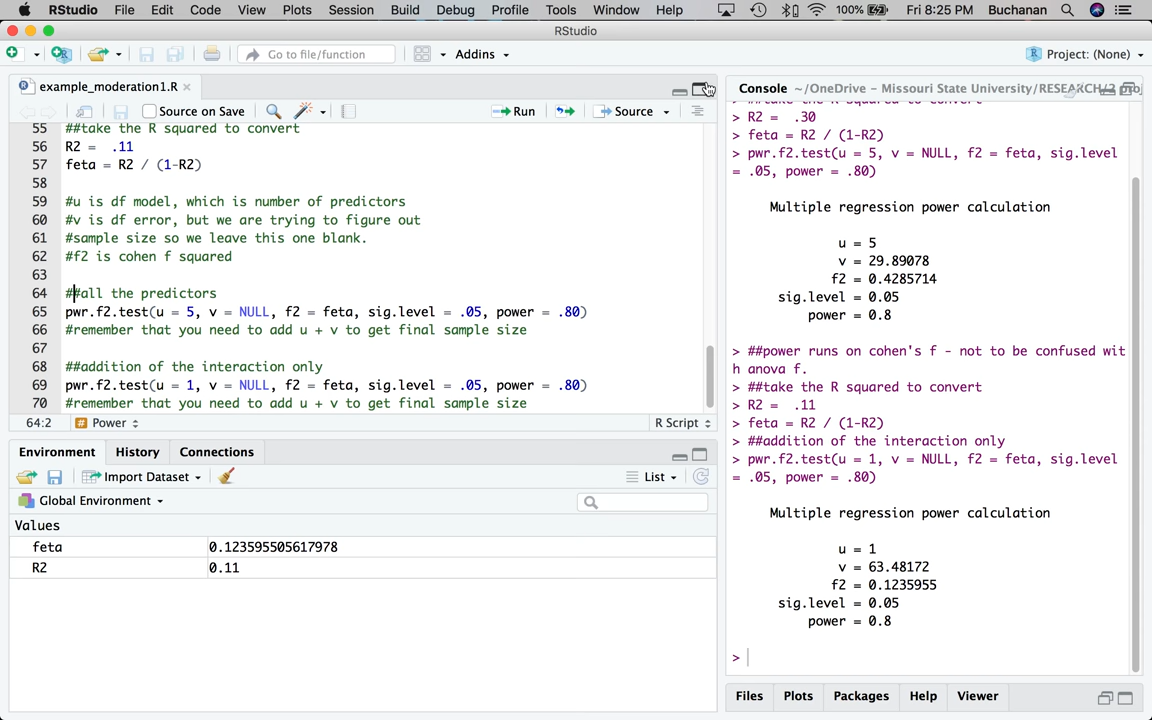 RStudio File Edit Code View Plots Session Build Debug Profile Tools Window Help 100% Fri 8:25 PM Buchanan
RStudio
Go to file/function Addins Project: (None)
example_moderation1.R
Source on Save Run Source
55 ##take the R squared to convert
56 R2 = .11
57 feta = R2 / (1-R2)
58
59 #u is df model, which is number of predictors
60 #v is df error, but we are trying to figure out
61 #sample size so we leave this one blank.
62 #f2 is cohen f squared
63
64 ##all the predictors
65 pwr.f2.test(u = 5, v = NULL, f2 = feta, sig.level = .05, power = .80)
66 #remember that you need to add u + v to get final sample size
67
68 ##addition of the interaction only
69 pwr.f2.test(u = 1, v = NULL, f2 = feta, sig.level = .05, power = .80)
70 #remember that you need to add u + v to get final sample size
64:2 # Power R Script
Environment History Connections
Import Dataset List
Global Environment
Values
feta 0.123595505617978
R2 0.11
Console ~/OneDrive - Missouri State University/RESEARCH/2 proj
> ##take the R squared to convert
> R2 = .30
> feta = R2 / (1-R2)
> pwr.f2.test(u = 5, v = NULL, f2 = feta, sig.level
= .05, power = .80)
Multiple regression power calculation
u = 5
v = 29.89078
f2 = 0.4285714
sig.level = 0.05
power = 0.8
> ##power runs on cohen's f - not to be confused wit
h anova f.
> ##take the R squared to convert
> R2 = .11
> feta = R2 / (1-R2)
> ##addition of the interaction only
> pwr.f2.test(u = 1, v = NULL, f2 = feta, sig.level
= .05, power = .80)
Multiple regression power calculation
u = 1
v = 63.48172
f2 = 0.1235955
sig.level = 0.05
power = 0.8
>
Files Plots Packages Help Viewer